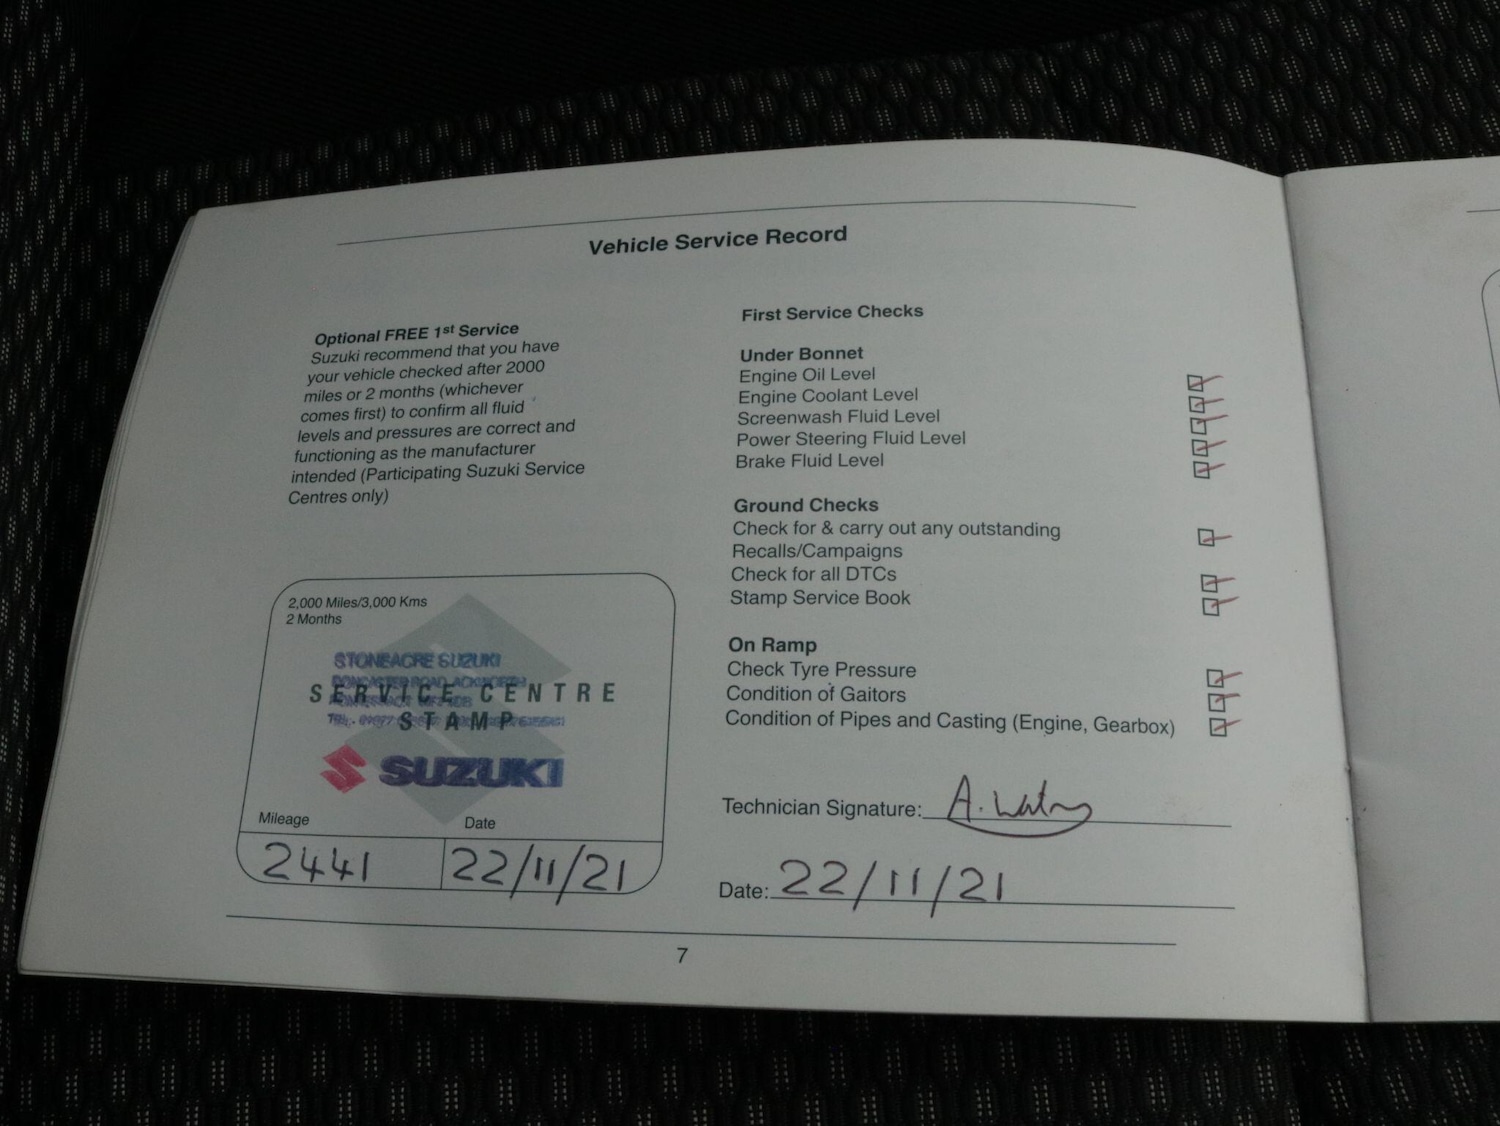 Vehicle Service Record
Optional FREE 1st Service
Suzuki recommend that you have
your vehicle checked after 2000
miles or 2 months (whichever
comes first) to confirm all fluid
levels and pressures are correct and
functioning as the manufacturer
intended (Participating Suzuki Service
Centres only)
2,000 Miles/3,000 Kms
2 Months
STONEACRE SUZUKI
DONCASTER ROAD, ACKWORTH
SERVICE CENTRE
STAMP
SUZUKI
Mileage Date
2441 22/11/21
First Service Checks
Under Bonnet
Engine Oil Level
Engine Coolant Level
Screenwash Fluid Level
Power Steering Fluid Level
Brake Fluid Level
Ground Checks
Check for & carry out any outstanding
Recalls/Campaigns
Check for all DTCs
Stamp Service Book
On Ramp
Check Tyre Pressure
Condition of Gaitors
Condition of Pipes and Casting (Engine, Gearbox)
Technician Signature: A.
Date: 22/11/21
7